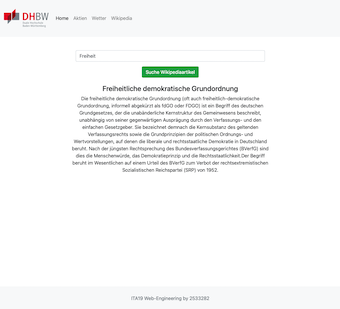 DHBW
Duale Hochschule
Baden-Württemberg
Home Aktien Wetter Wikipedia
Freiheit
Suche Wikipediaartikel
Freiheitliche demokratische Grundordnung
Die freiheitliche demokratische Grundordnung (oft auch freiheitlich-demokratische
Grundordnung, informell abgekürzt als fdGO oder FDGO) ist ein Begriff des deutschen
Grundgesetzes, der die unabänderliche Kernstruktur des Gemeinwesens beschreibt,
unabhängig von seiner gegenwärtigen Ausprägung durch den Verfassungs- und den
einfachen Gesetzgeber. Sie bezeichnet demnach die Kernsubstanz des geltenden
Verfassungsrechts sowie die Grundprinzipien der politischen Ordnungs- und
Wertvorstellungen, auf denen die liberale und rechtsstaatliche Demokratie in Deutschland
beruht. Nach der jüngsten Rechtsprechung des Bundesverfassungsgerichtes (BVerfG) sind
dies die Menschenwürde, das Demokratieprinzip und die Rechtsstaatlichkeit.Der Begriff
beruht im Wesentlichen auf einem Urteil des BVerfG zum Verbot der rechtsextremistischen
Sozialistischen Reichspartei (SRP) von 1952.
ITA19 Web-Engineering by 2533282